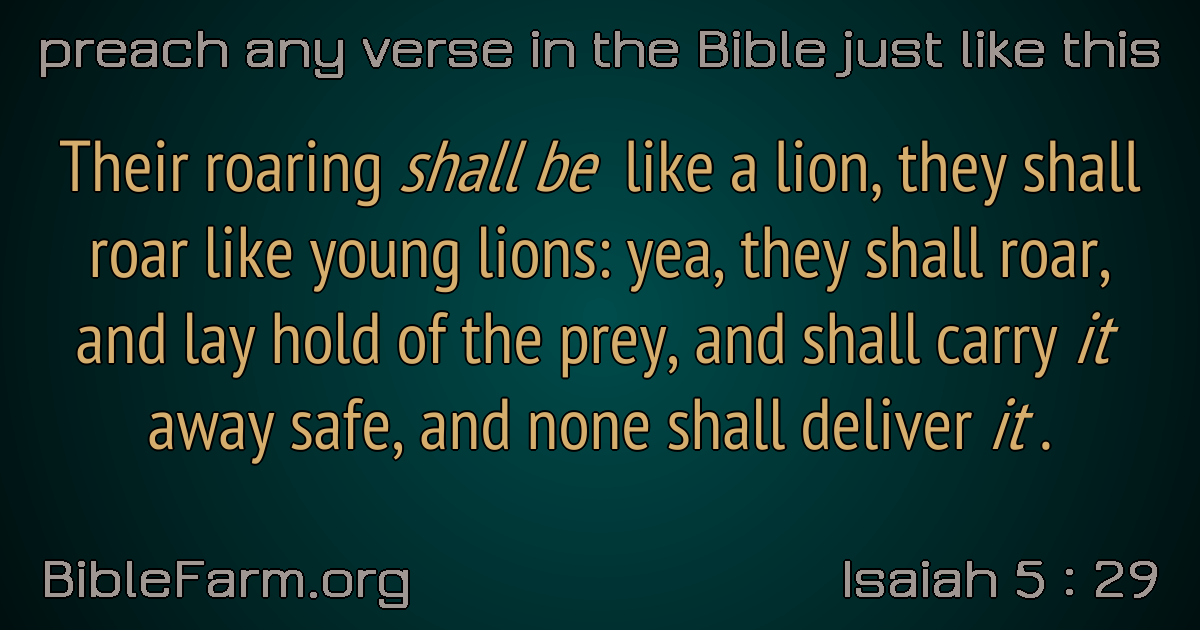 preach any verse in the Bible just like this
Their roaring shall be like a lion, they shall
roar like young lions: yea, they shall roar,
and lay hold of the prey, and shall carry it
away safe, and none shall deliver it .
BibleFarm.org
Isaiah 5 : 29